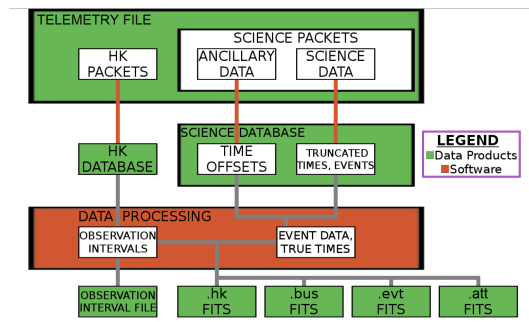 TELEMETRY FILE
SCIENCE PACKETS
HK
PACKETS
ANCILLARY
DATA
SCIENCE
DATA
SCIENCE DATABASE
HK
DATABASE
TIME
OFFSETS
TRUNCATED
TIMES, EVENTS
LEGEND
Data Products
Software
DATA PROCESSING
OBSERVATION
INTERVALS
EVENT DATA,
TRUE TIMES
OBSERVATION
INTERVAL FILE
.hk
FITS
.bus
FITS
.evt
FITS
.att
FITS